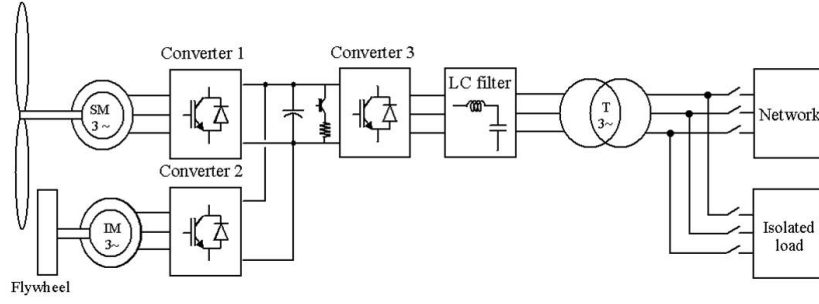 Converter 1
Converter 3
LC filter
SM
3 ~
T
3~
Network
Converter 2
IM
3~
Isolated
load
Flywheel